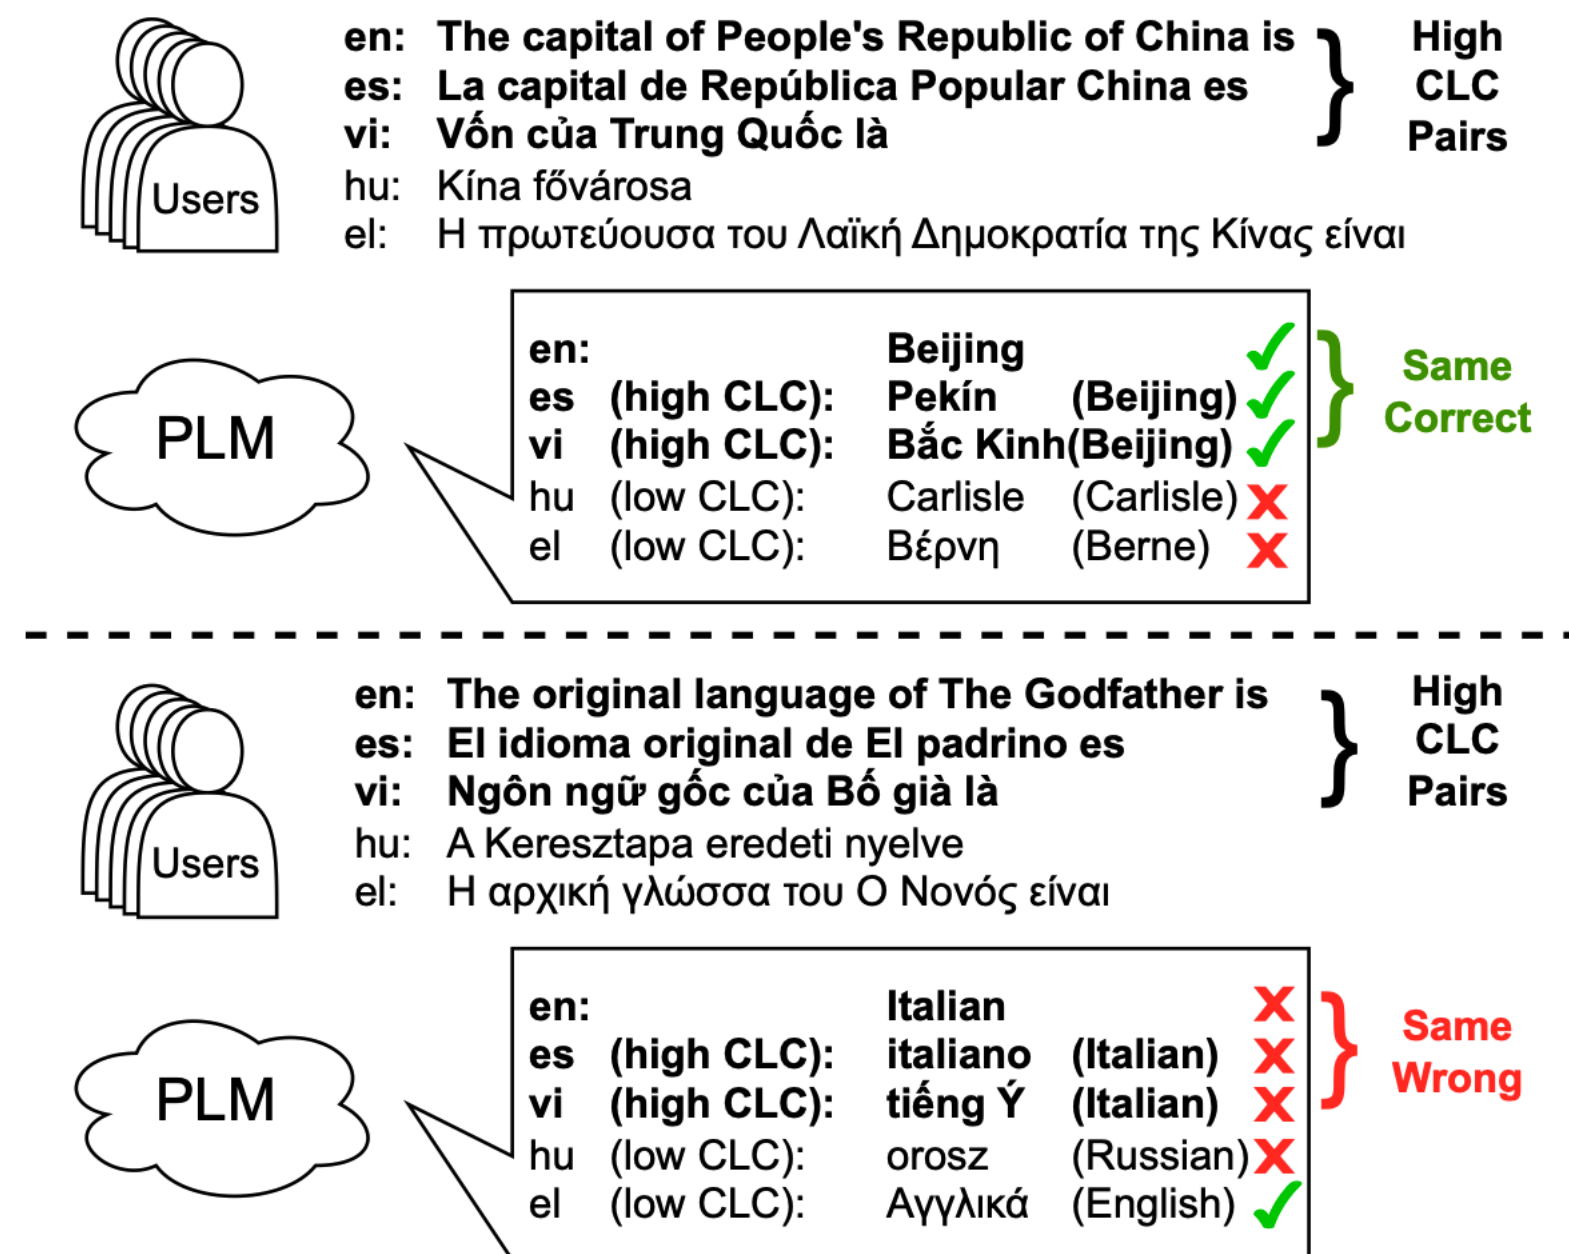 en: The capital of People's Republic of China is
es: La capital de República Popular China es
vi: Vốn của Trung Quốc là
hu: Kína fővárosa
el: Η πρωτεύουσα του Λαϊκή Δημοκρατία της Κίνας είναι
High
CLC
Pairs
Users
en: Beijing
es (high CLC): Pekín (Beijing)
vi (high CLC): Bắc Kinh(Beijing)
hu (low CLC): Carlisle (Carlisle)
el (low CLC): Βέρνη (Berne)
Same
Correct
PLM
en: The original language of The Godfather is
es: El idioma original de El padrino es
vi: Ngôn ngữ gốc của Bố già là
hu: A Keresztapa eredeti nyelve
el: Η αρχική γλώσσα του Ο Νονός είναι
High
CLC
Pairs
Users
en: Italian
es (high CLC): italiano (Italian)
vi (high CLC): tiếng Ý (Italian)
hu (low CLC): orosz (Russian)
el (low CLC): Αγγλικά (English)
Same
Wrong
PLM